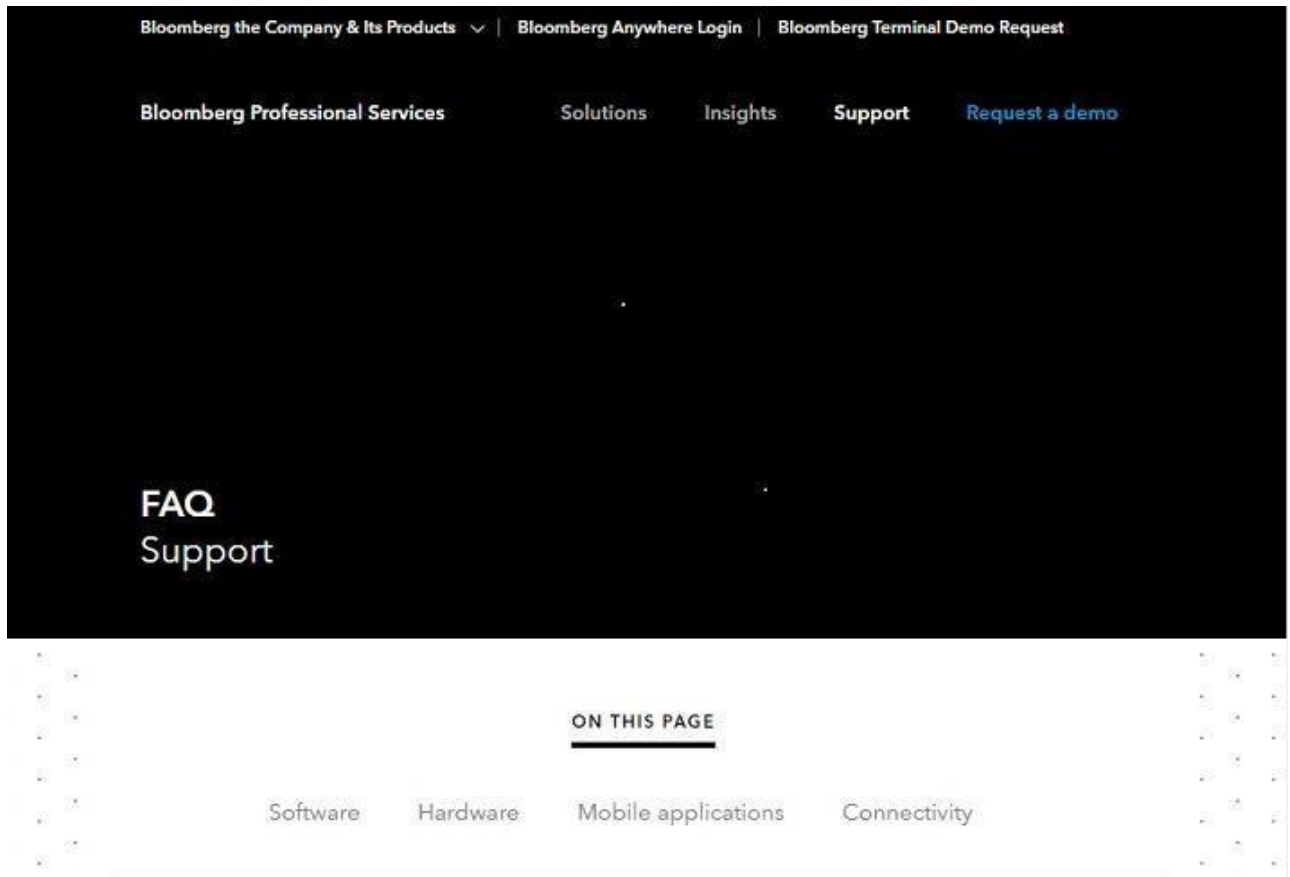 Bloomberg the Company & Its Products | Bloomberg Anywhere Login | Bloomberg Terminal Demo Request
Bloomberg Professional Services Solutions Insights Support Request a demo
FAQ
Support
ON THIS PAGE
Software Hardware Mobile applications Connectivity